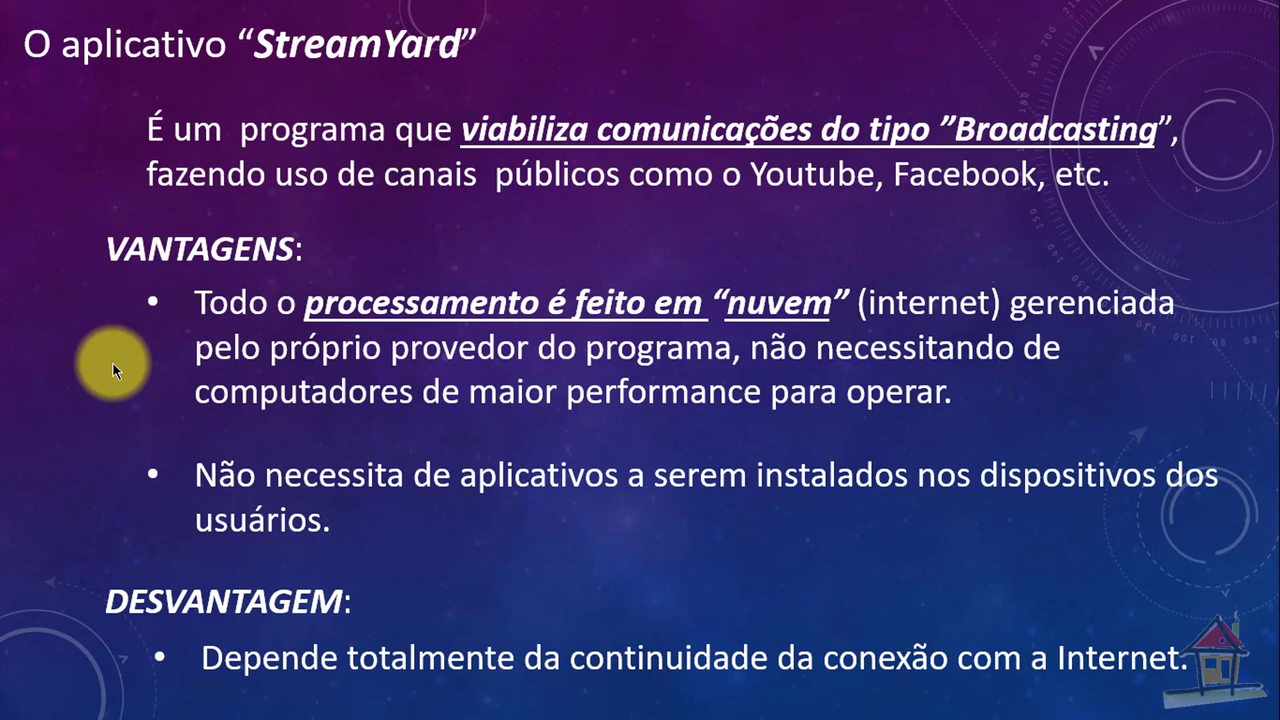 O aplicativo “StreamYard”
É um programa que viabiliza comunicações do tipo ”Broadcasting”,
fazendo uso de canais públicos como o Youtube, Facebook, etc.
VANTAGENS:
• Todo o processamento é feito em “nuvem” (internet) gerenciada
pelo próprio provedor do programa, não necessitando de
computadores de maior performance para operar.
• Não necessita de aplicativos a serem instalados nos dispositivos dos
usuários.
DESVANTAGEM:
• Depende totalmente da continuidade da conexão com a Internet.